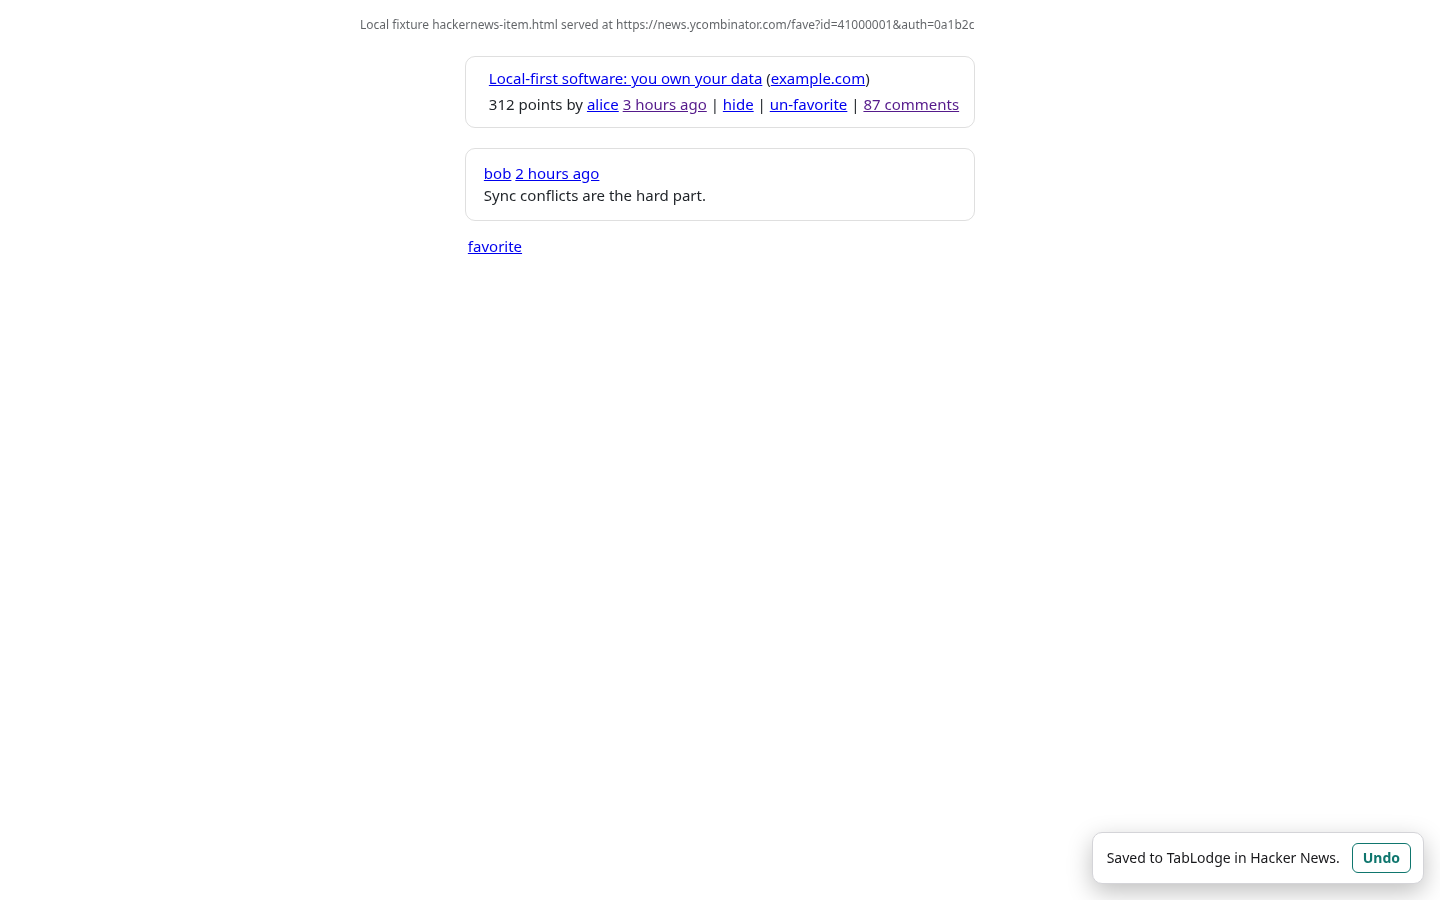 Local fixture hackernews-item.html served at https://news.ycombinator.com/fave?id=41000001&auth=0a1b2c
Local-first software: you own your data (example.com)
312 points by alice 3 hours ago | hide | un-favorite | 87 comments
bob 2 hours ago
Sync conflicts are the hard part.
favorite
Saved to TabLodge in Hacker News. Undo